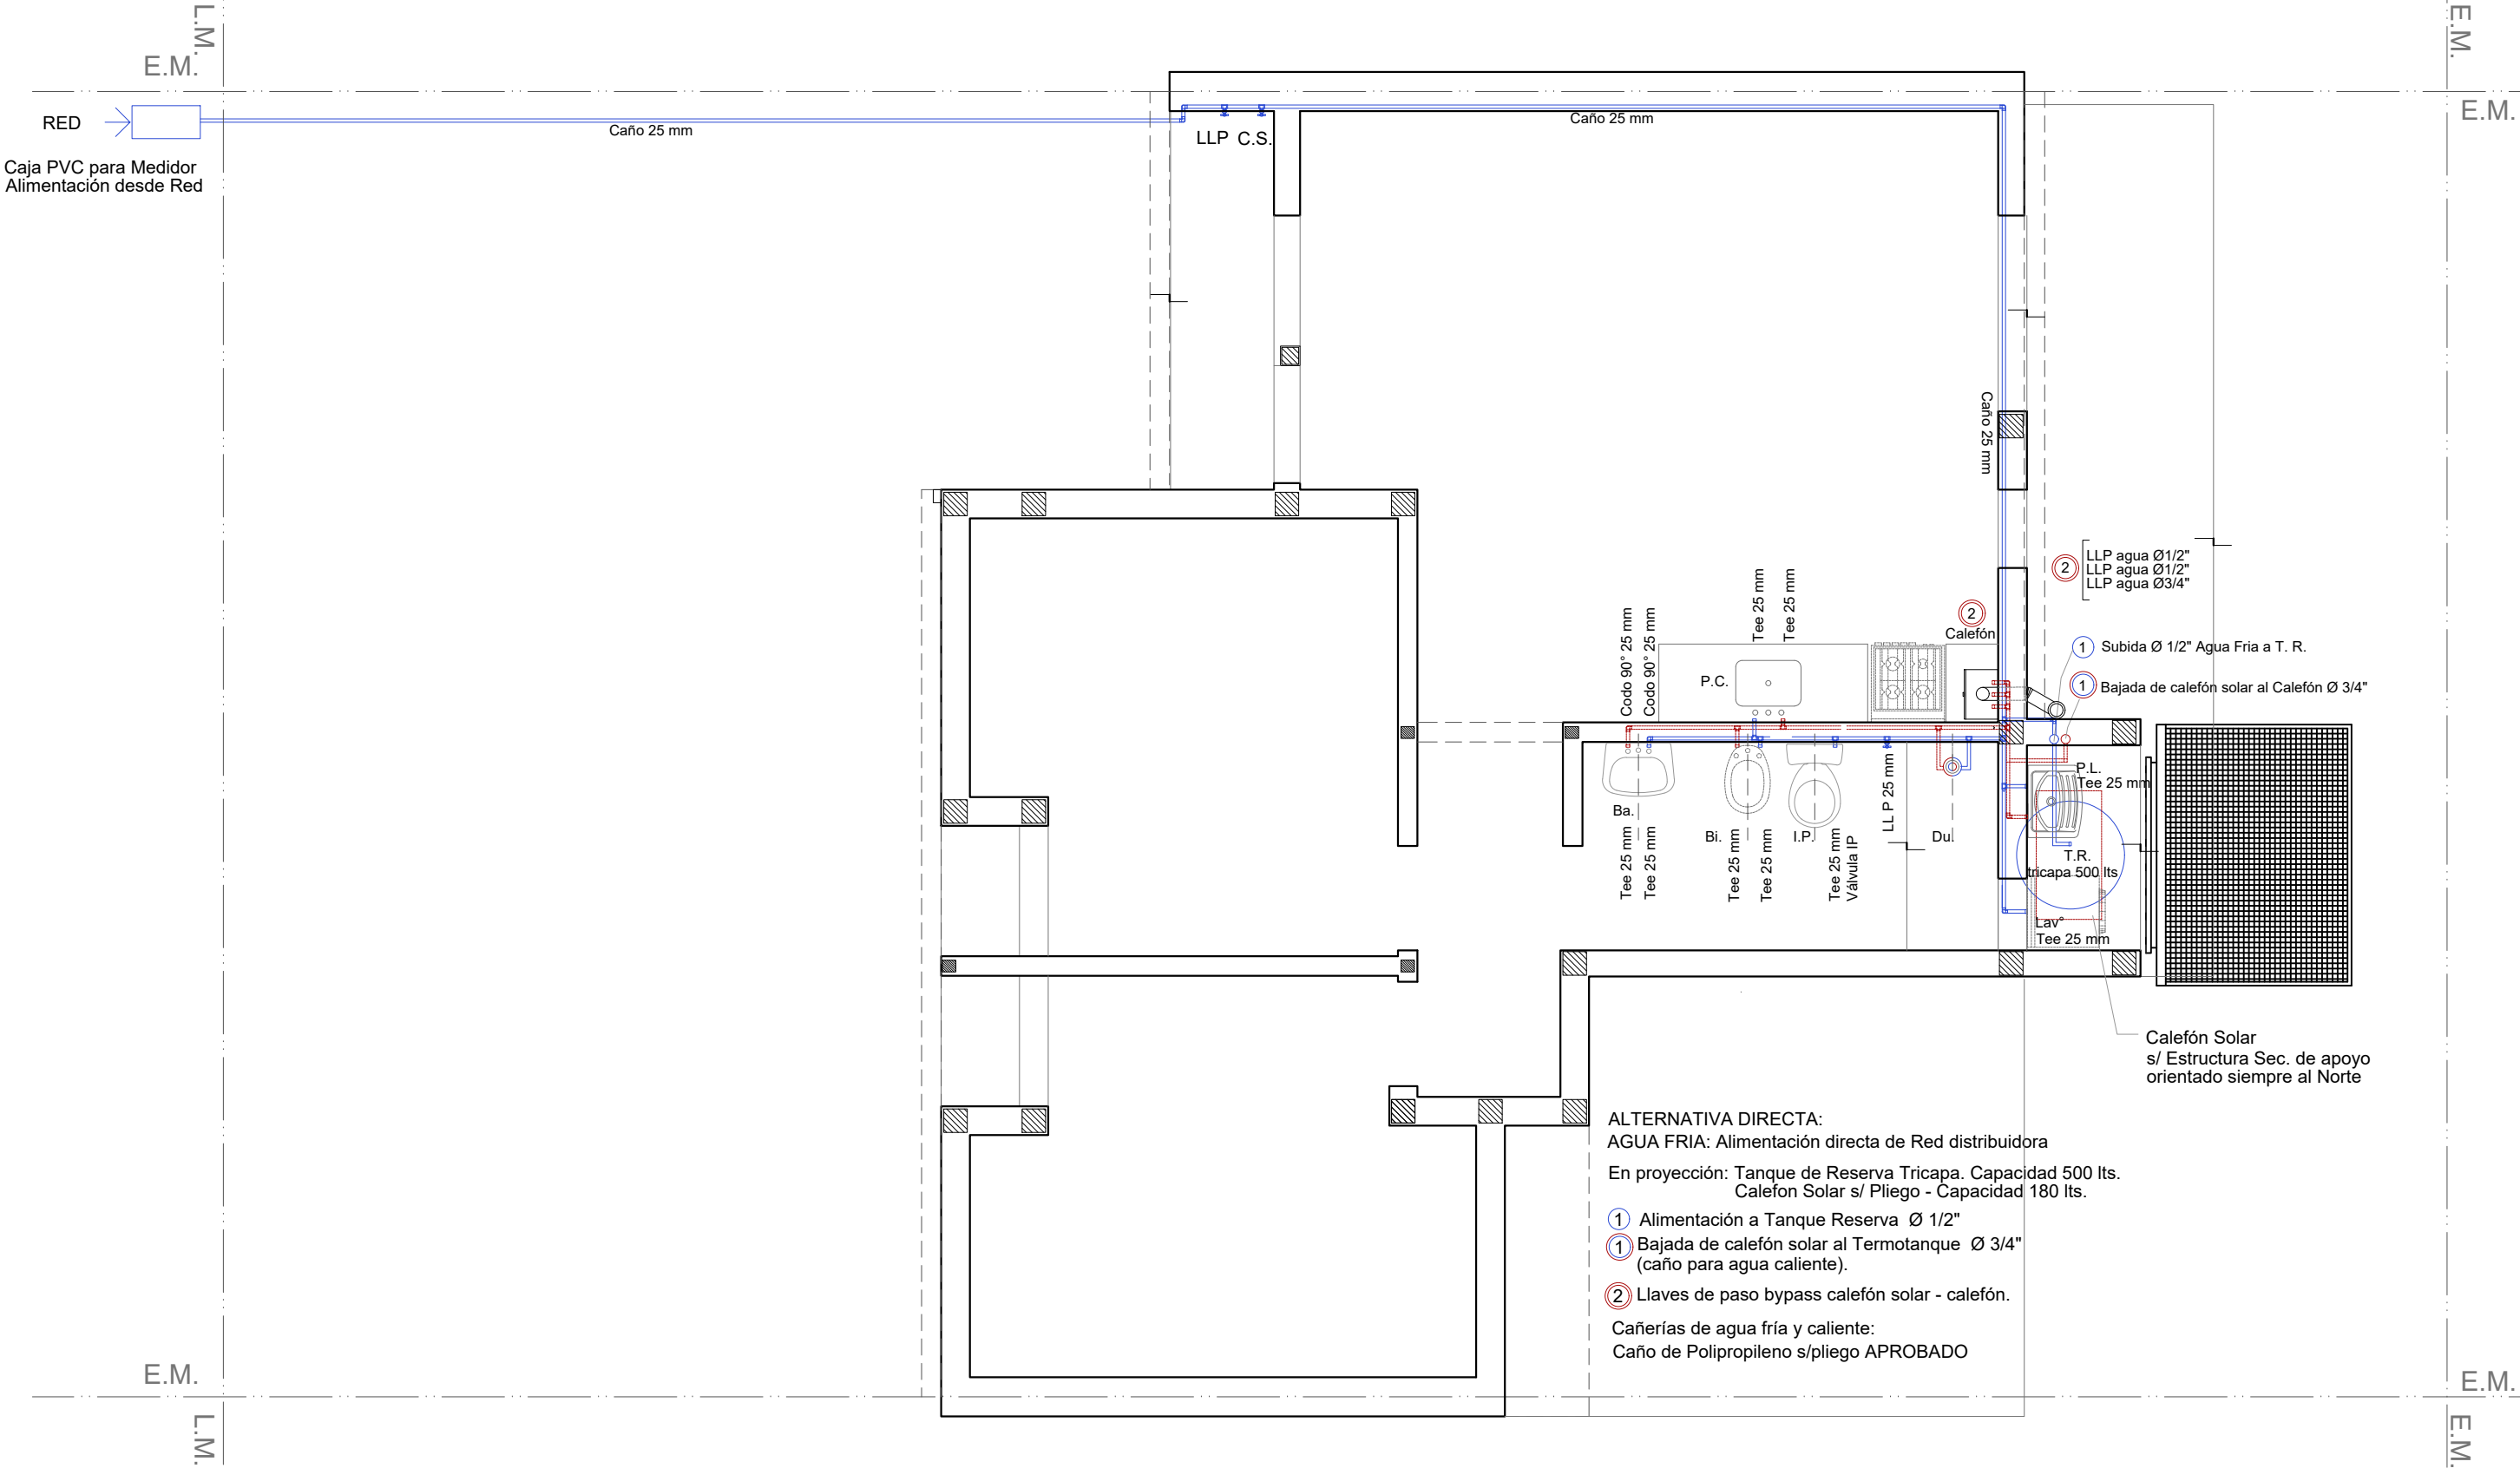 L.M.
E.M.
E.M.
E.M.
RED
Caño 25 mm
Caño 25 mm
LLP C.S.
Caja PVC para Medidor
Alimentación desde Red
Caño 25 mm
2
LLP agua Ø1/2"
LLP agua Ø1/2"
LLP agua Ø3/4"
Tee 25 mm
Tee 25 mm
Codo 90° 25 mm
Codo 90° 25 mm
2
Calefón
1 Subida Ø 1/2" Agua Fria a T. R.
1 Bajada de calefón solar al Calefón Ø 3/4"
P.C.
P.L.
Tee 25 mm
Ba.
Bi.
I.P.
LL P 25 mm
Du.
Tee 25 mm
Tee 25 mm
Tee 25 mm
Tee 25 mm
Tee 25 mm
Válvula IP
T.R.
tricapa 500 lts
Lav°
Tee 25 mm
Calefón Solar
s/ Estructura Sec. de apoyo
orientado siempre al Norte
ALTERNATIVA DIRECTA:
AGUA FRIA: Alimentación directa de Red distribuidora
En proyección: Tanque de Reserva Tricapa. Capacidad 500 lts.
Calefon Solar s/ Pliego - Capacidad 180 lts.
1 Alimentación a Tanque Reserva Ø 1/2"
1 Bajada de calefón solar al Termotanque Ø 3/4"
(caño para agua caliente).
2 Llaves de paso bypass calefón solar - calefón.
Cañerías de agua fría y caliente:
Caño de Polipropileno s/pliego APROBADO
E.M.
E.M.
L.M.
E.M.